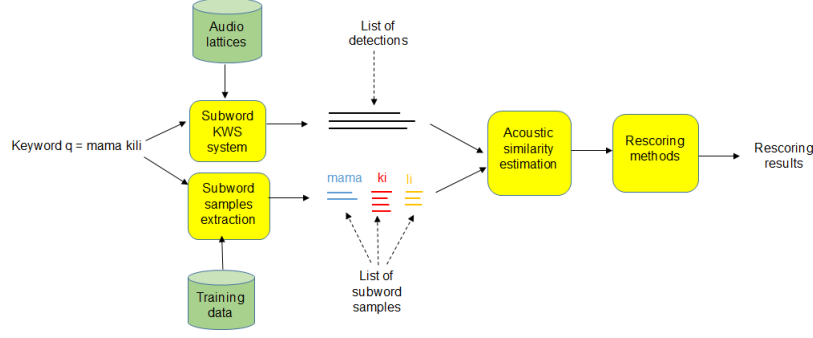 Audio
lattices
List of
detections
Keyword q = mama kili
Subword
KWS
system
Subword
samples
extraction
mama ki li
Acoustic
similarity
estimation
Rescoring
methods
Rescoring
results
Training
data
List of
subword
samples